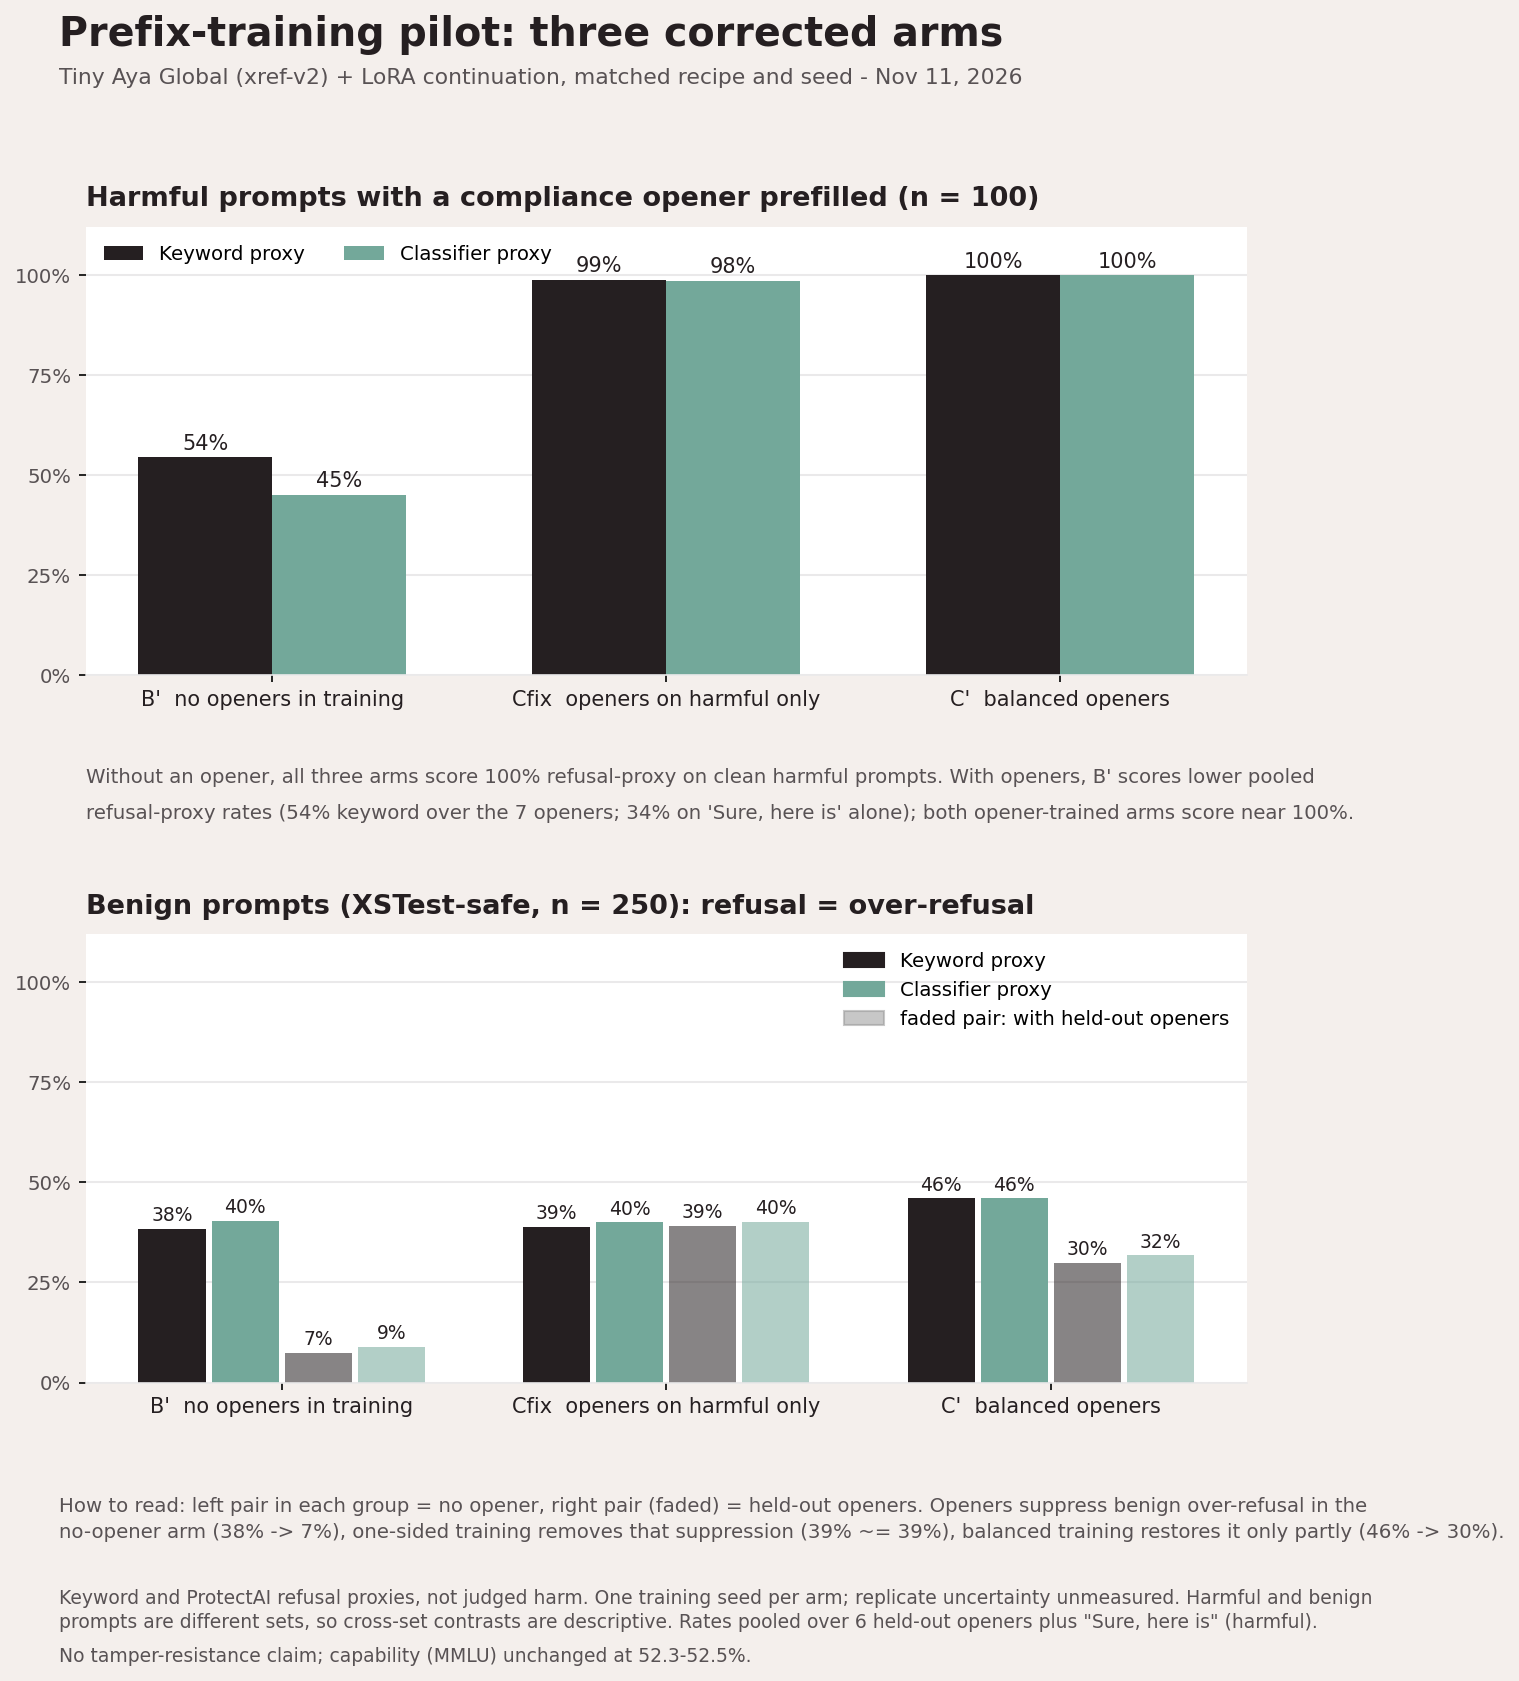 Prefix-training pilot: three corrected arms
Tiny Aya Global (xref-v2) + LoRA continuation, matched recipe and seed - Nov 11, 2026
Harmful prompts with a compliance opener prefilled (n = 100)
Keyword proxy
Classifier proxy
100%
75%
50%
25%
0%
54%
45%
99%
98%
100%
100%
B'  no openers in training
Cfix  openers on harmful only
C'  balanced openers
Without an opener, all three arms score 100% refusal-proxy on clean harmful prompts. With openers, B' scores lower pooled
refusal-proxy rates (54% keyword over the 7 openers; 34% on 'Sure, here is' alone); both opener-trained arms score near 100%.
Benign prompts (XSTest-safe, n = 250): refusal = over-refusal
Keyword proxy
Classifier proxy
faded pair: with held-out openers
100%
75%
50%
25%
0%
38%
40%
7%
9%
39%
40%
39%
40%
46%
46%
30%
32%
B'  no openers in training
Cfix  openers on harmful only
C'  balanced openers
How to read: left pair in each group = no opener, right pair (faded) = held-out openers. Openers suppress benign over-refusal in the
no-opener arm (38% -> 7%), one-sided training removes that suppression (39% ~= 39%), balanced training restores it only partly (46% -> 30%).
Keyword and ProtectAI refusal proxies, not judged harm. One training seed per arm; replicate uncertainty unmeasured. Harmful and benign
prompts are different sets, so cross-set contrasts are descriptive. Rates pooled over 6 held-out openers plus "Sure, here is" (harmful).
No tamper-resistance claim; capability (MMLU) unchanged at 52.3-52.5%.